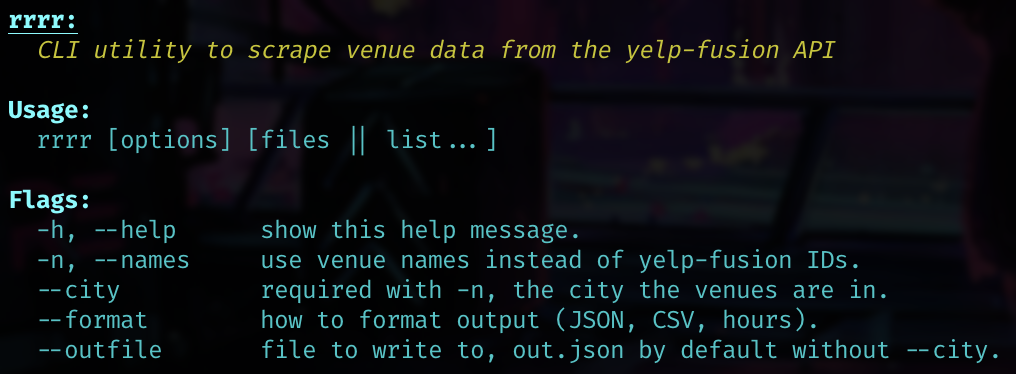 rrrr:
CLI utility to scrape venue data from the yelp-fusion API
Usage:
rrrr [options] [files || list...]
Flags:
-h, --help show this help message.
-n, --names use venue names instead of yelp-fusion IDs.
--city required with -n, the city the venues are in.
--format how to format output (JSON, CSV, hours).
--outfile file to write to, out.json by default without --city.